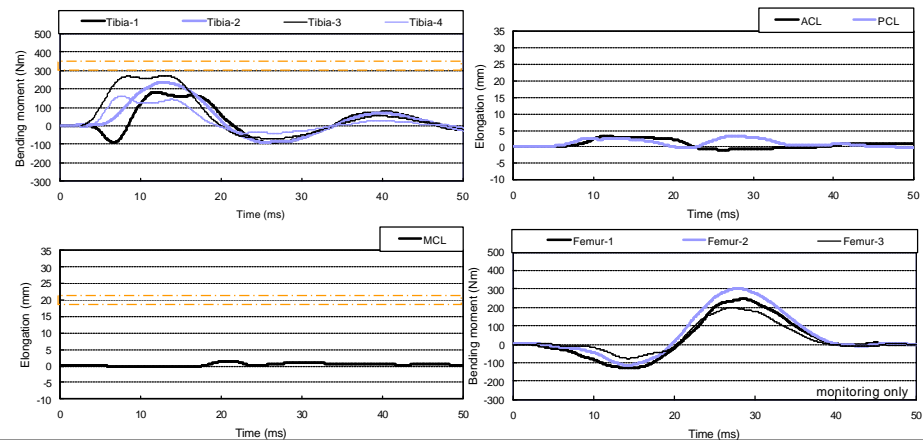 Tibia-1 Tibia-2 Tibia-3 Tibia-4
Bending moment (Nm)
500
400
300
200
100
0
-100
-200
-300
0 10 20 30 40 50
Time (ms)
ACL PCL
Elongation (mm)
35
30
25
20
15
10
5
0
-5
-10
0 10 20 30 40 50
Time (ms)
MCL
Elongation (mm)
35
30
25
20
15
10
5
0
-5
-10
0 10 20 30 40 50
Time (ms)
Femur-1 Femur-2 Femur-3
Bending moment (Nm)
500
400
300
200
100
0
-100
-200
-300
monitoring only
0 10 20 30 40 50
Time (ms)